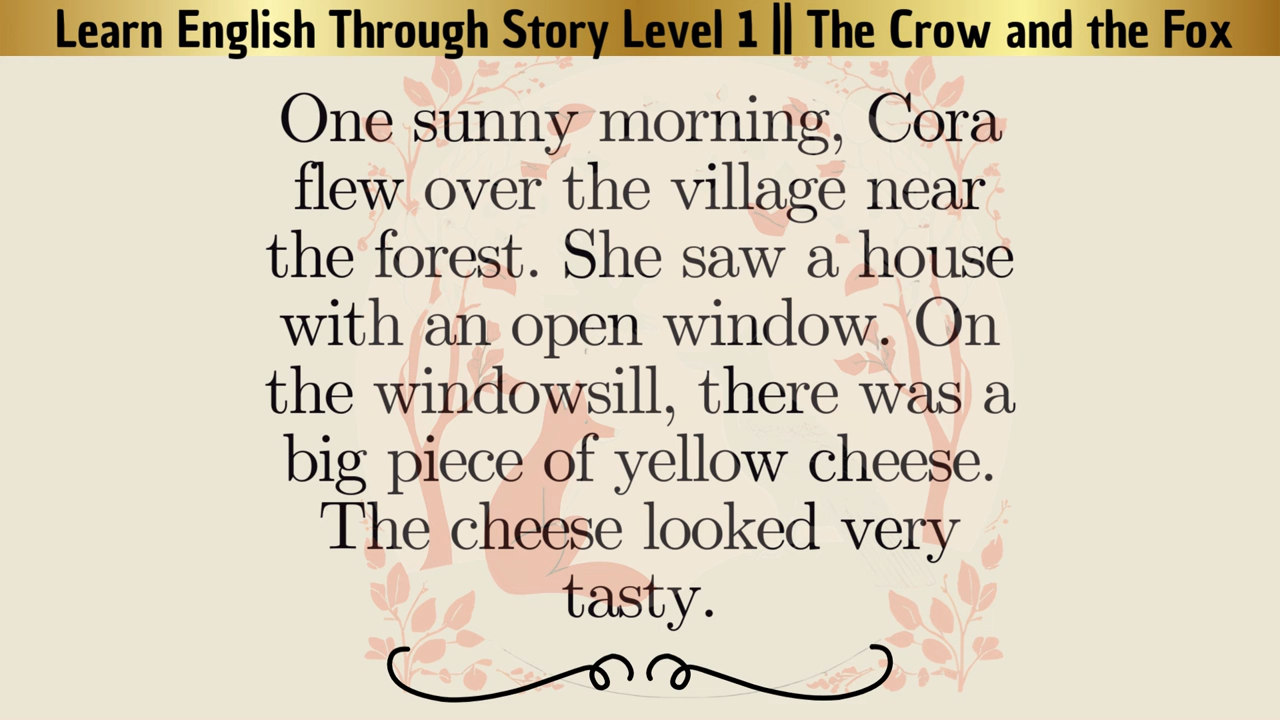 Learn English Through Story Level 1 || The Crow and the Fox
One sunny morning, Cora
flew over the village near
the forest. She saw a house
with an open window. On
the windowsill, there was a
big piece of yellow cheese.
The cheese looked very
tasty.